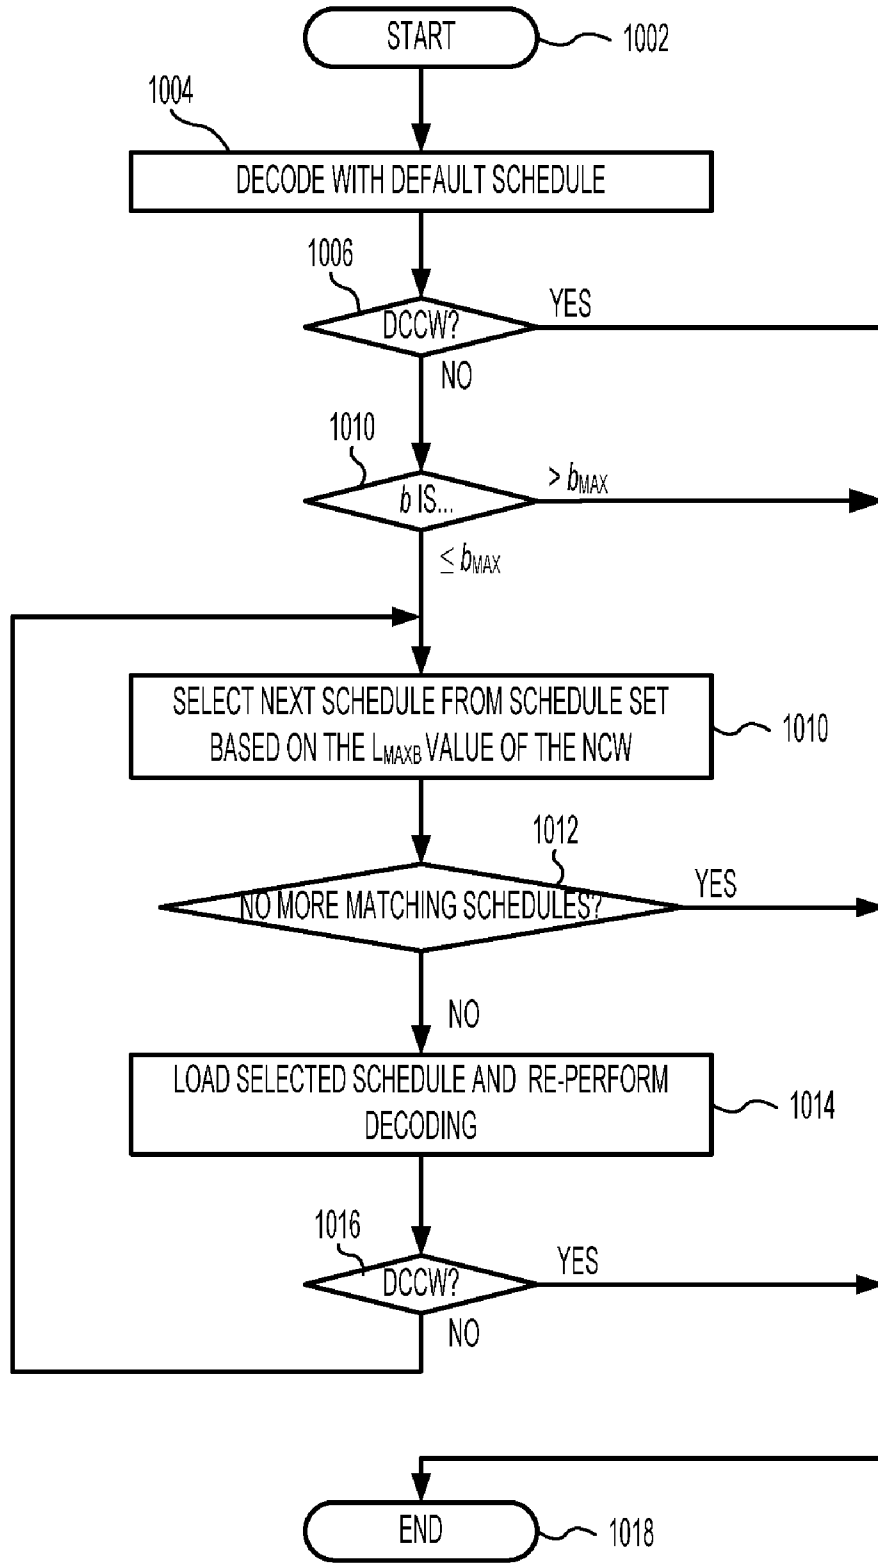 START
1002
1004
DECODE WITH DEFAULT SCHEDULE
1006
DCCW?
YES
NO
1010
b IS...
> bMAX
≤ bMAX
SELECT NEXT SCHEDULE FROM SCHEDULE SET
BASED ON THE LMAXB VALUE OF THE NCW
1010
1012
NO MORE MATCHING SCHEDULES?
YES
NO
LOAD SELECTED SCHEDULE AND RE-PERFORM
DECODING
1014
1016
DCCW?
YES
NO
END
1018